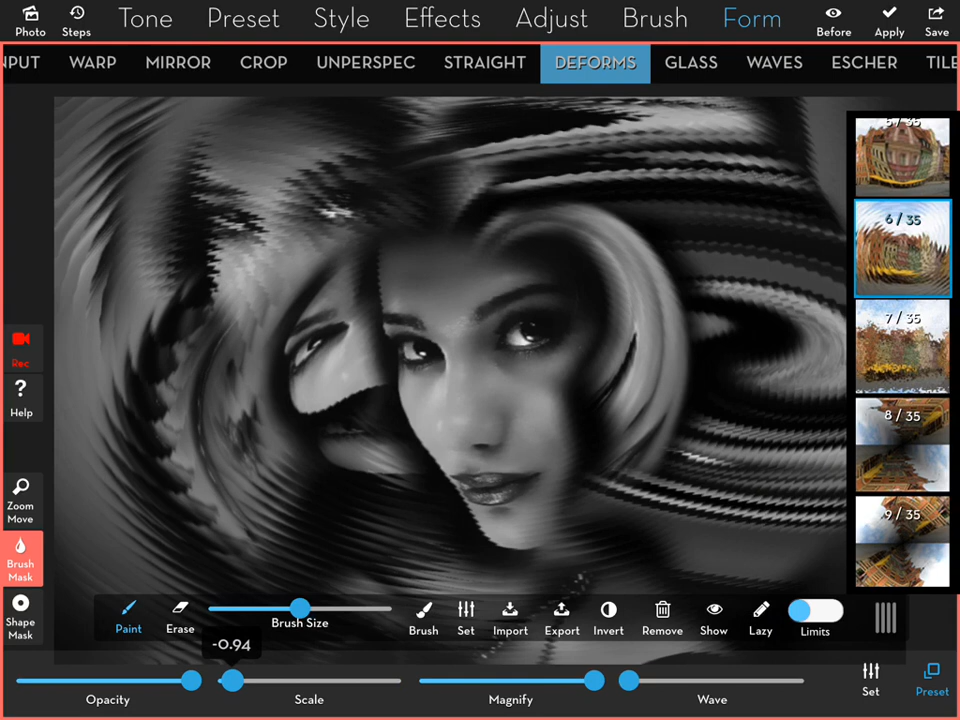 Photo
Steps
Tone
Preset
Style
Effects
Adjust
Brush
Form
Before
Apply
Save
NPUT
WARP
MIRROR
CROP
UNPERSPEC
STRAIGHT
DEFORMS
GLASS
WAVES
ESCHER
TILE
5 / 35
6 / 35
7 / 35
8 / 35
9 / 35
Rec
?
Help
Zoom
Move
Brush
Mask
Shape
Mask
Paint
Erase
Brush Size
Brush
Set
Import
Export
Invert
Remove
Show
Lazy
Limits
-0.94
Opacity
Scale
Magnify
Wave
Set
Preset